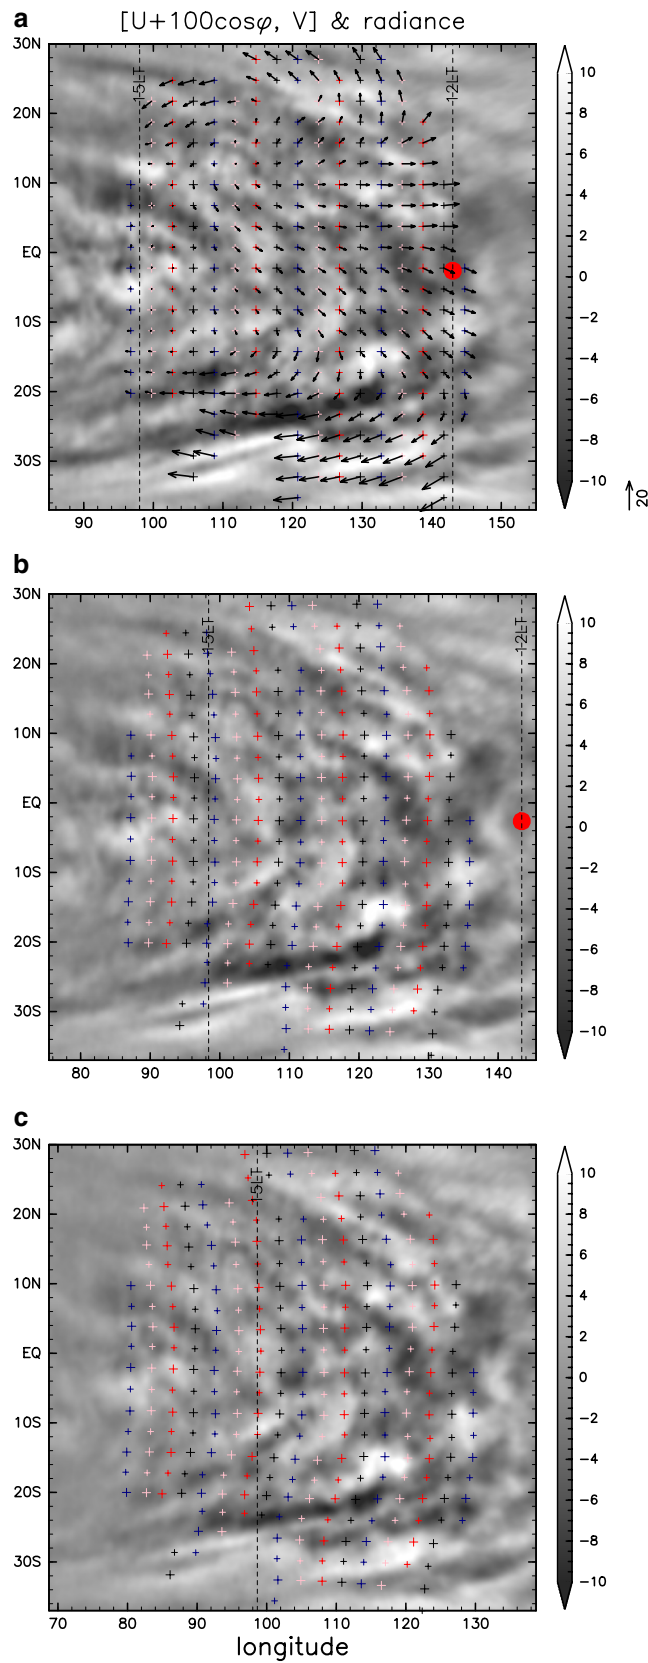 a [U+100cosφ, V] & radiance
30N
20N
10N
EQ
10S
20S
30S
15LT
12LT
90 100 110 120 130 140 150
10
8
6
4
2
0
−2
−4
−6
−8
−10
20
b
30N
20N
10N
EQ
10S
20S
30S
15LT
12LT
80 90 100 110 120 130 140
10
8
6
4
2
0
−2
−4
−6
−8
−10
c
30N
20N
10N
EQ
10S
20S
30S
15LT
70 80 90 100 110 120 130
longitude
10
8
6
4
2
0
−2
−4
−6
−8
−10